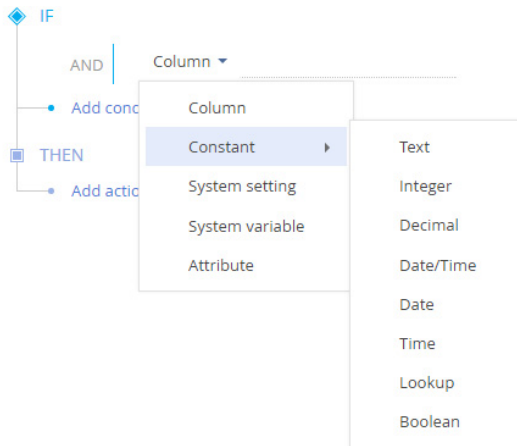 IF
AND
Column
Add cond
Column
Constant
Text
THEN
System setting
Integer
Add actio
System variable
Decimal
Attribute
Date/Time
Date
Time
Lookup
Boolean